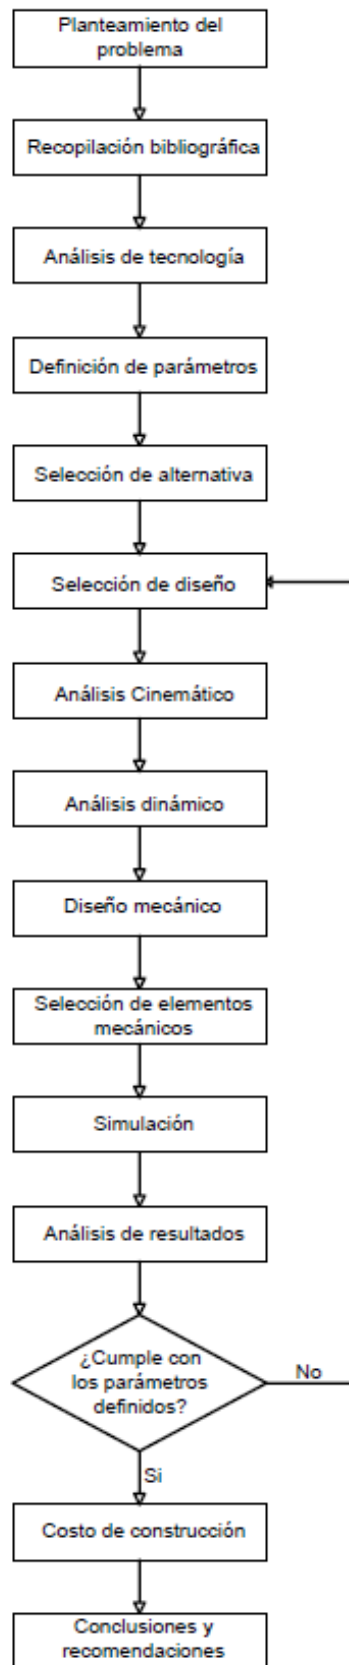 Planteamiento del
problema
Recopilación bibliográfica
Análisis de tecnología
Definición de parámetros
Selección de alternativa
Selección de diseño
Análisis Cinemático
Análisis dinámico
Diseño mecánico
Selección de elementos
mecánicos
Simulación
Análisis de resultados
¿Cumple con
los parámetros
definidos?
No
Si
Costo de construcción
Conclusiones y
recomendaciones